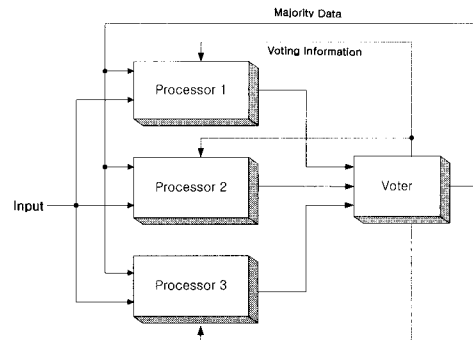 Majority Data
Voting Information
Processor 1
Processor 2
Voter
Input
Processor 3